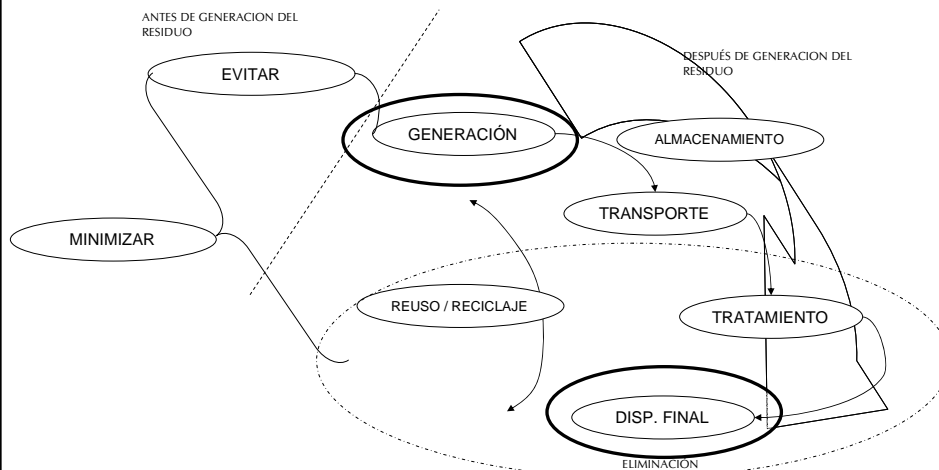 ANTES DE GENERACION DEL
RESIDUO
DESPUÉS DE GENERACION DEL
RESIDUO
EVITAR
GENERACIÓN
ALMACENAMIENTO
TRANSPORTE
MINIMIZAR
REUSO / RECICLAJE
TRATAMIENTO
DISP. FINAL
ELIMINACIÓN